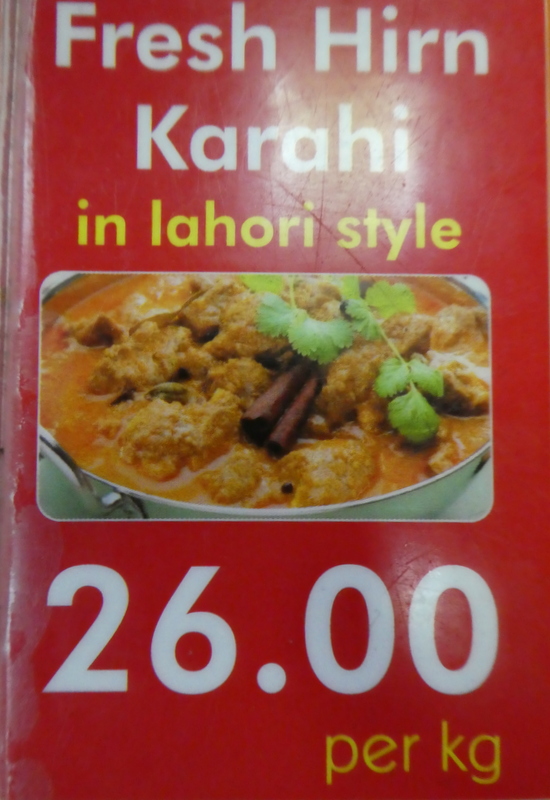 Fresh Hirn
Karahi
in lahori style
26.00
per kg